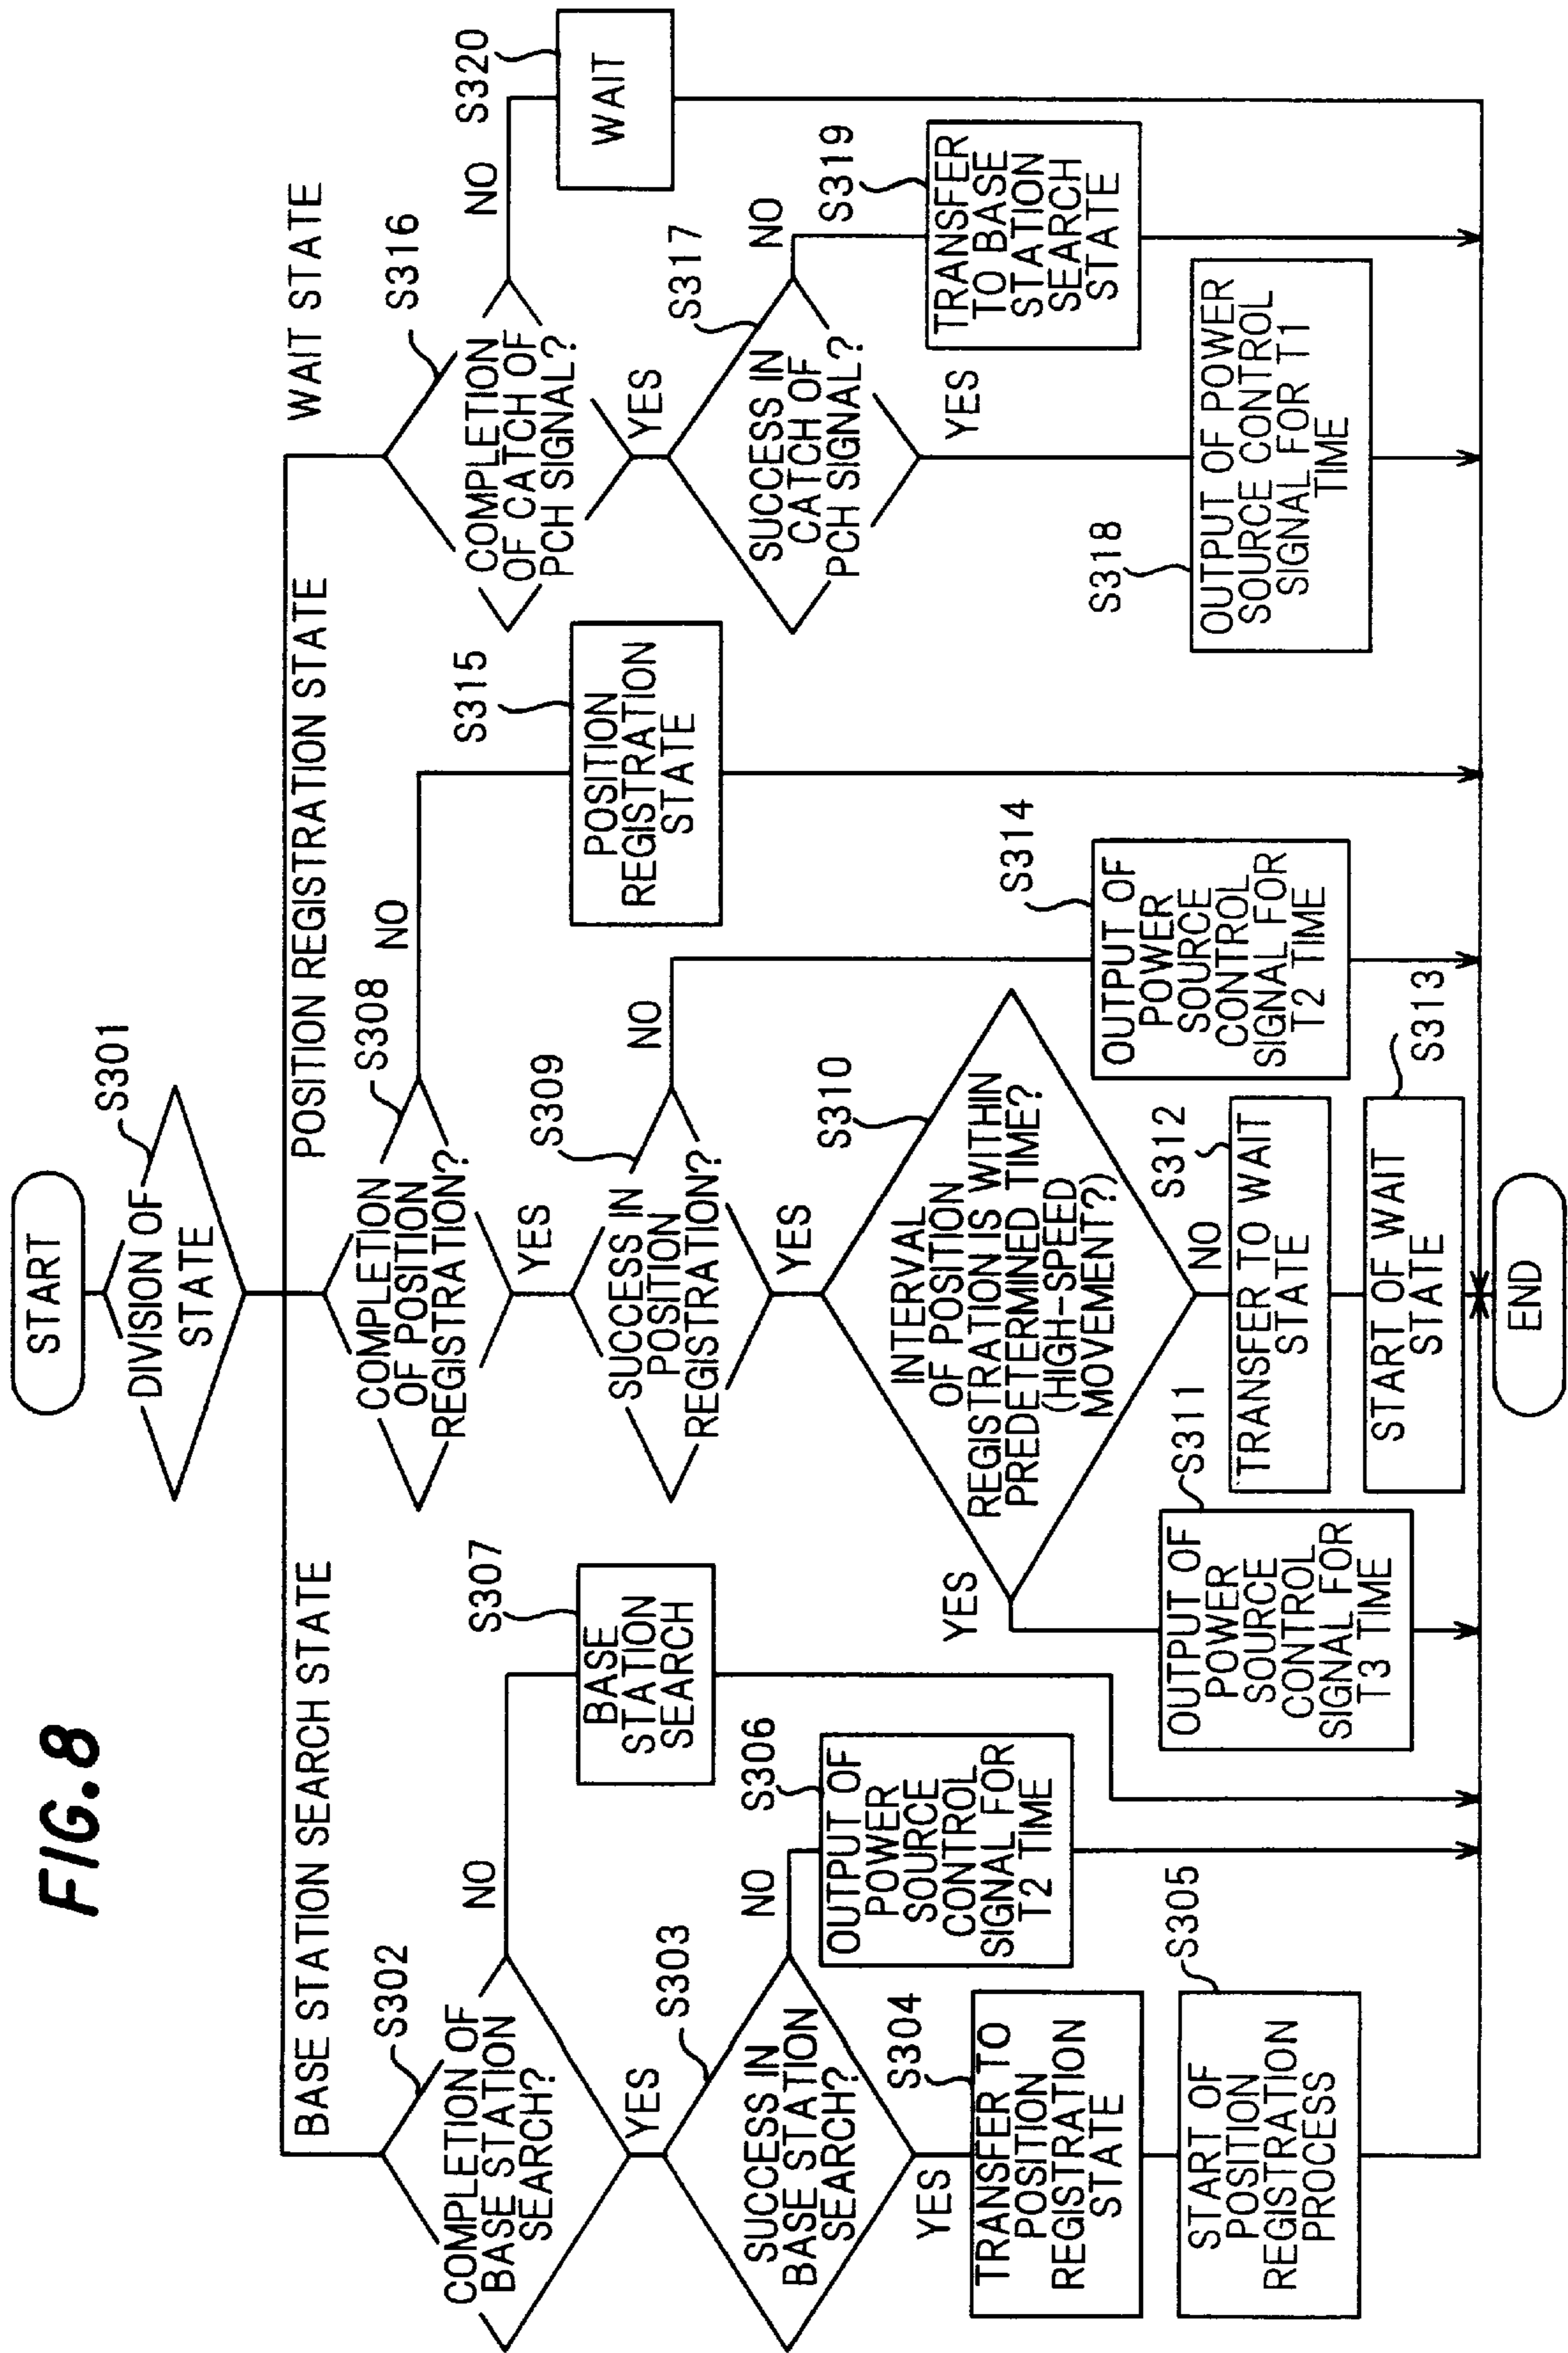 FIG.8
START
S301
DIVISION OF
STATE
BASE STATION SEARCH STATE
S302
COMPLETION OF
BASE STATION
SEARCH?
NO
S307
BASE
STATION
SEARCH
YES
S303
SUCCESS IN
BASE STATION
SEARCH?
NO
S306
OUTPUT OF
POWER
SOURCE
CONTROL
SIGNAL FOR
T2 TIME
YES
S304
TRANSFER TO
POSITION
REGISTRATION
STATE
S305
START OF
POSITION
REGISTRATION
PROCESS
POSITION REGISTRATION STATE
S308
COMPLETION
OF POSITION
REGISTRATION?
NO
S315
POSITION
REGISTRATION
STATE
YES
S309
SUCCESS IN
POSITION
REGISTRATION?
NO
S314
OUTPUT OF
POWER
SOURCE
CONTROL
SIGNAL FOR
T2 TIME
YES
S310
INTERVAL
OF POSITION
REGISTRATION IS WITHIN
PREDETERMINED TIME?
(HIGH-SPEED
MOVEMENT?)
YES
S311
OUTPUT OF
POWER
SOURCE
CONTROL
SIGNAL FOR
T3 TIME
NO
S312
TRANSFER TO WAIT
STATE
S313
START OF WAIT
STATE
WAIT STATE
S316
COMPLETION
OF CATCH OF
PCH SIGNAL?
NO
S320
WAIT
YES
S317
SUCCESS IN
CATCH OF
PCH SIGNAL?
NO
S319
TRANSFER
TO BASE
STATION
SEARCH
STATE
YES
S318
OUTPUT OF POWER
SOURCE CONTROL
SIGNAL FOR T1
TIME
END